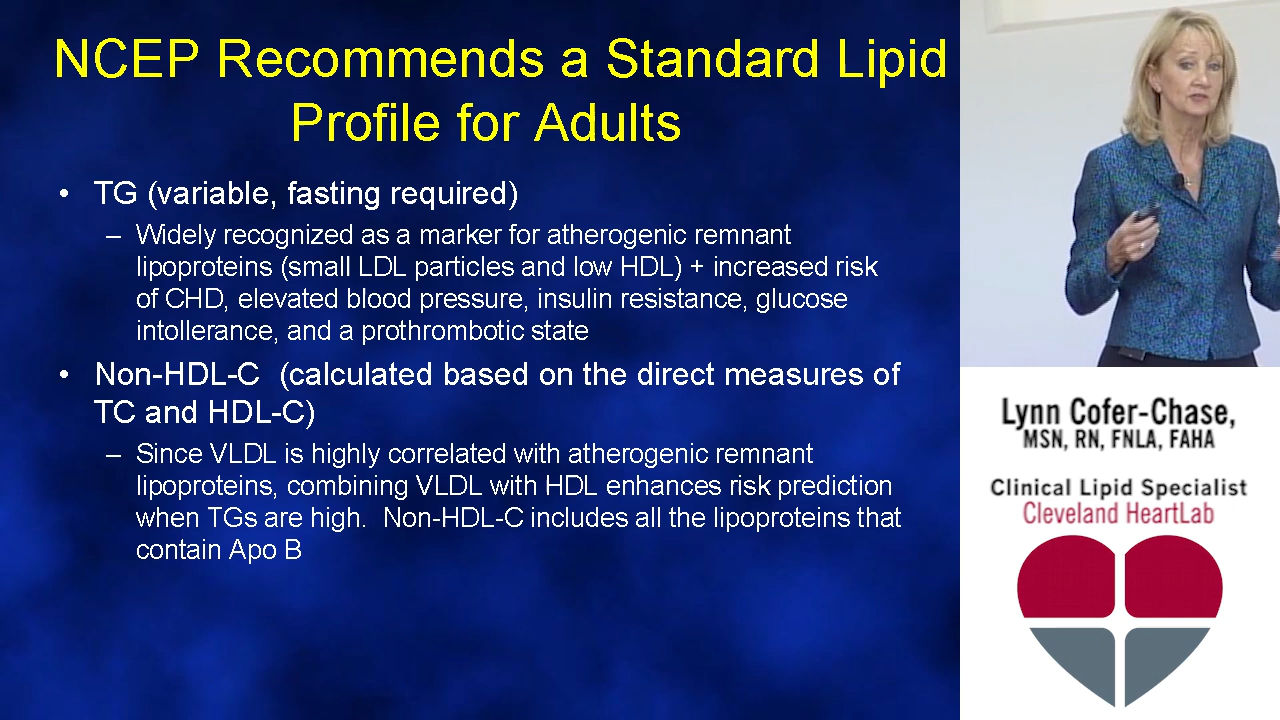 NCEP Recommends a Standard Lipid
Profile for Adults
• TG (variable, fasting required)
– Widely recognized as a marker for atherogenic remnant
lipoproteins (small LDL particles and low HDL) + increased risk
of CHD, elevated blood pressure, insulin resistance, glucose
intollerance, and a prothrombotic state
• Non-HDL-C (calculated based on the direct measures of
TC and HDL-C)
– Since VLDL is highly correlated with atherogenic remnant
lipoproteins, combining VLDL with HDL enhances risk prediction
when TGs are high. Non-HDL-C includes all the lipoproteins that
contain Apo B
Lynn Cofer-Chase,
MSN, RN, FNLA, FAHA
Clinical Lipid Specialist
Cleveland HeartLab